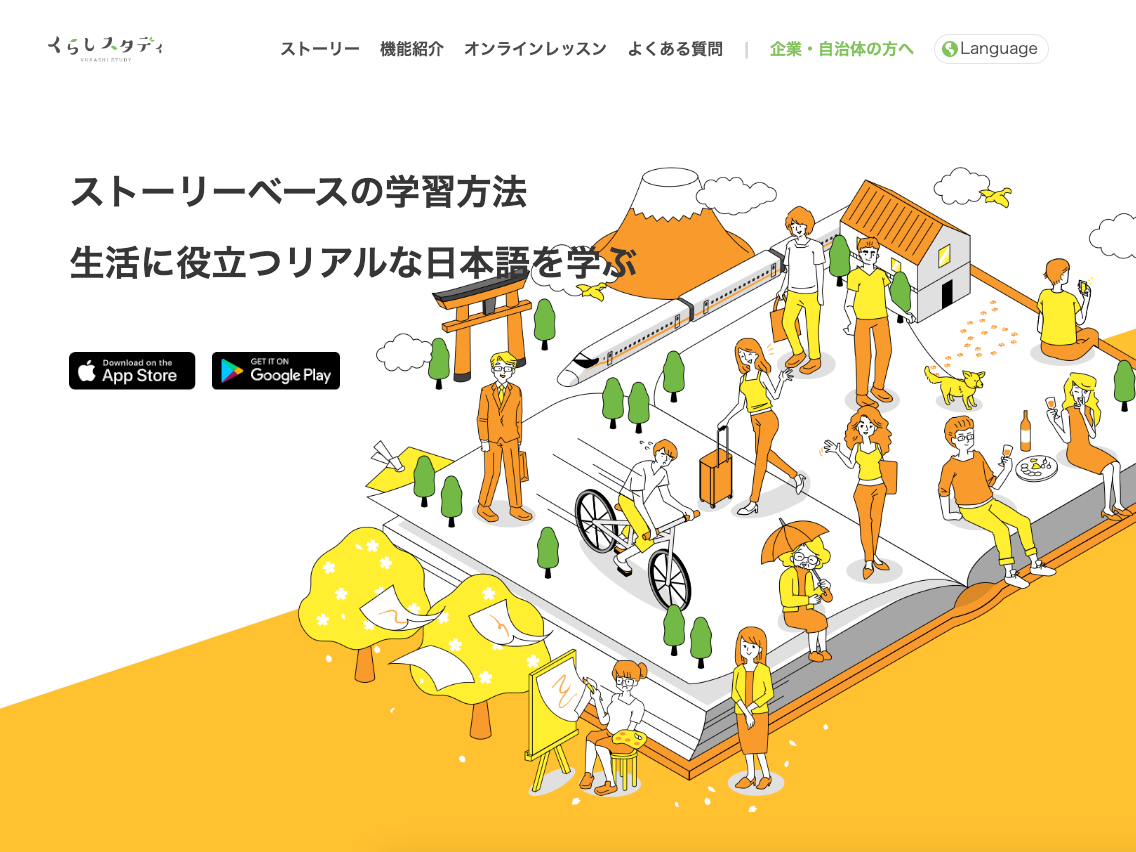 くらしスタディ
KURASHI STUDY
ストーリー 機能紹介 オンラインレッスン よくある質問 | 企業・自治体の方へ Language
ストーリーベースの学習方法
生活に役立つリアルな日本語を学ぶ
Download on the
App Store
GET IT ON
Google Play